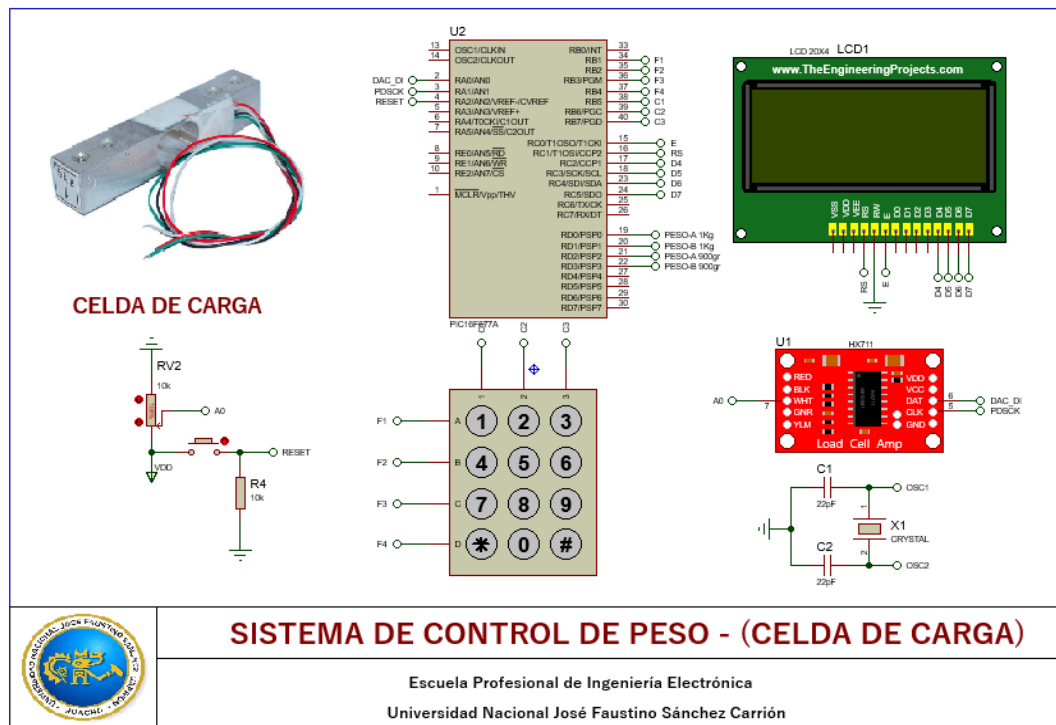 CELDA DE CARGA
RV2
10k
A0
VDD
RESET
R4
10k
U2
13 OSC1/CLKIN
14 OSC2/CLKOUT
DAC_DI 2 RA0/AN0
PDSCK 3 RA1/AN1
RESET 4 RA2/AN2/VREF-/CVREF
5 RA3/AN3/VREF+
6 RA4/T0CKI/C1OUT
7 RA5/AN4/SS/C2OUT
8 RE0/AN5/RD
9 RE1/AN6/WR
10 RE2/AN7/CS
1 MCLR/Vpp/THV
RB0/INT 33
RB1 34 F1
RB2 35 F2
RB3/PGM 36 F3
RB4 37 F4
RB5 38 C1
RB6/PGC 39 C2
RB7/PGD 40 C3
RC0/T1OSO/T1CKI 15 E
RC1/T1OSI/CCP2 16 RS
RC2/CCP1 17 D4
RC3/SCK/SCL 18 D5
RC4/SDI/SDA 23 D6
RC5/SDO 24 D7
RC6/TX/CK 25
RC7/RX/DT 26
RD0/PSP0 19 PESO-A 1Kg
RD1/PSP1 20 PESO-B 1Kg
RD2/PSP2 21 PESO-A 900gr
RD3/PSP3 22 PESO-B 900gr
RD4/PSP4 27
RD5/PSP5 28
RD6/PSP6 29
RD7/PSP7 30
PIC16F877A
C2 C3
1 2 3
F1 A 1 2 3
F2 B 4 5 6
F3 C 7 8 9
F4 D * 0 #
LCD 20X4 LCD1
www.TheEngineeringProjects.com
VSS VDD VEE RS RW E D0 D1 D2 D3 D4 D5 D6 D7
RS E D4 D5 D6 D7
U1 HX711
RED VDD
BLK VCC
A0 7 WHT DAT 6 DAC_DI
GNR CLK 5 PDSCK
YLM GND
Load Cell Amp
C1
22pF
OSC1
1
X1
CRYSTAL
2
C2
22pF
OSC2
SISTEMA DE CONTROL DE PESO - (CELDA DE CARGA)
Escuela Profesional de Ingeniería Electrónica
Universidad Nacional José Faustino Sánchez Carrión